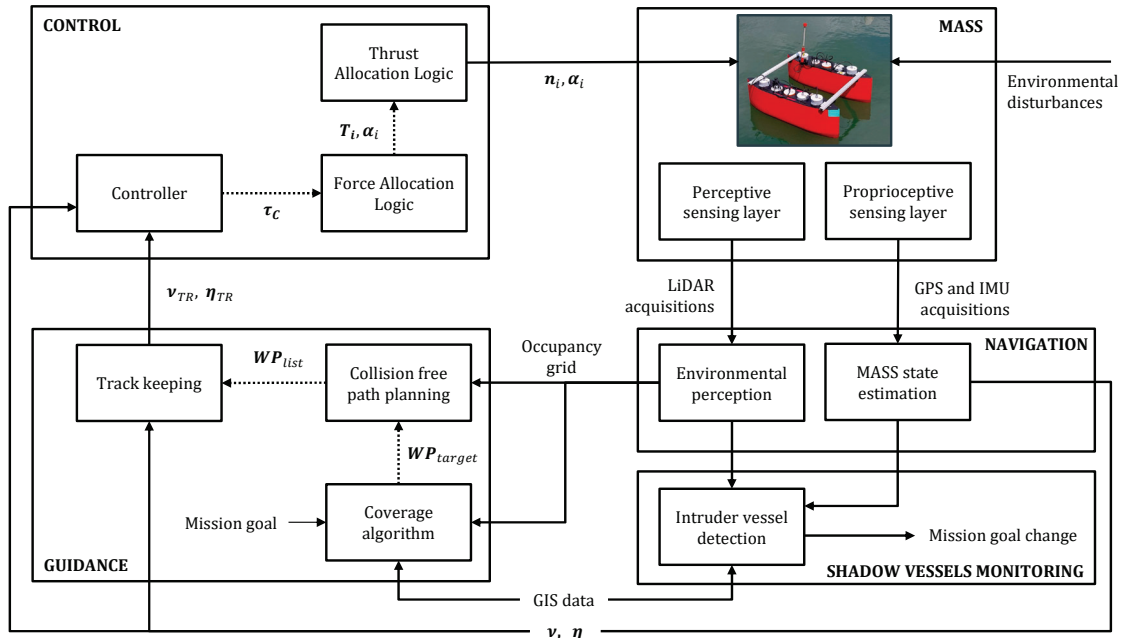 CONTROL
Thrust
Allocation Logic
T_i, α_i
Controller
τ_C
Force Allocation
Logic
n_i, α_i
MASS
Environmental
disturbances
Perceptive
sensing layer
Proprioceptive
sensing layer
LiDAR
acquisitions
GPS and IMU
acquisitions
ν_TR, η_TR
GUIDANCE
Track keeping
WP_list
Collision free
path planning
Occupancy
grid
WP_target
Mission goal
Coverage
algorithm
NAVIGATION
Environmental
perception
MASS state
estimation
Intruder vessel
detection
Mission goal change
SHADOW VESSELS MONITORING
GIS data
ν, η